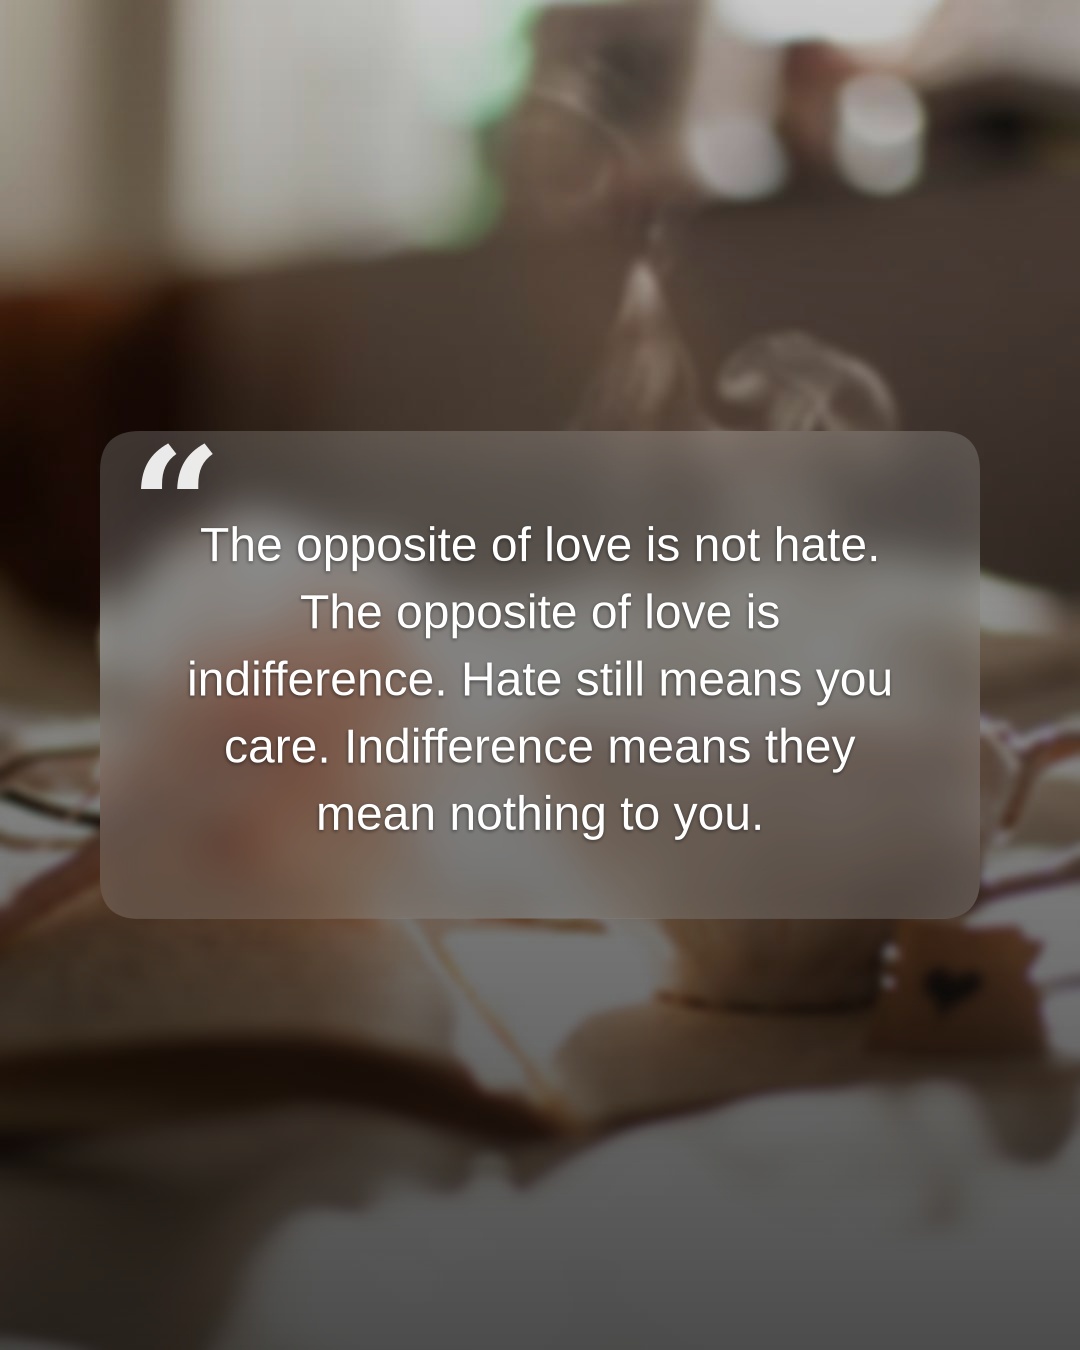 “
The opposite of love is not hate.
The opposite of love is
indifference. Hate still means you
care. Indifference means they
mean nothing to you.